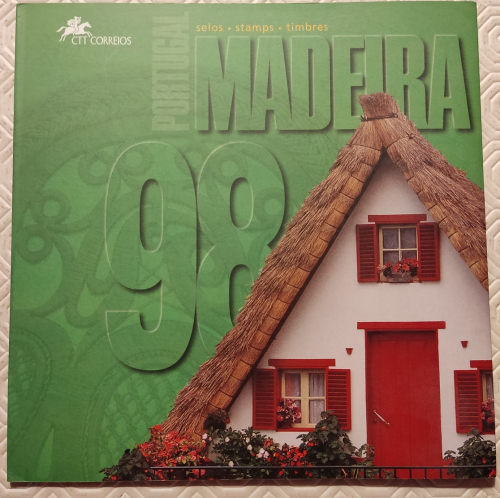 CTT CORREIOS
selos • stamps • timbres
PORTUGAL
MADEIRA
98